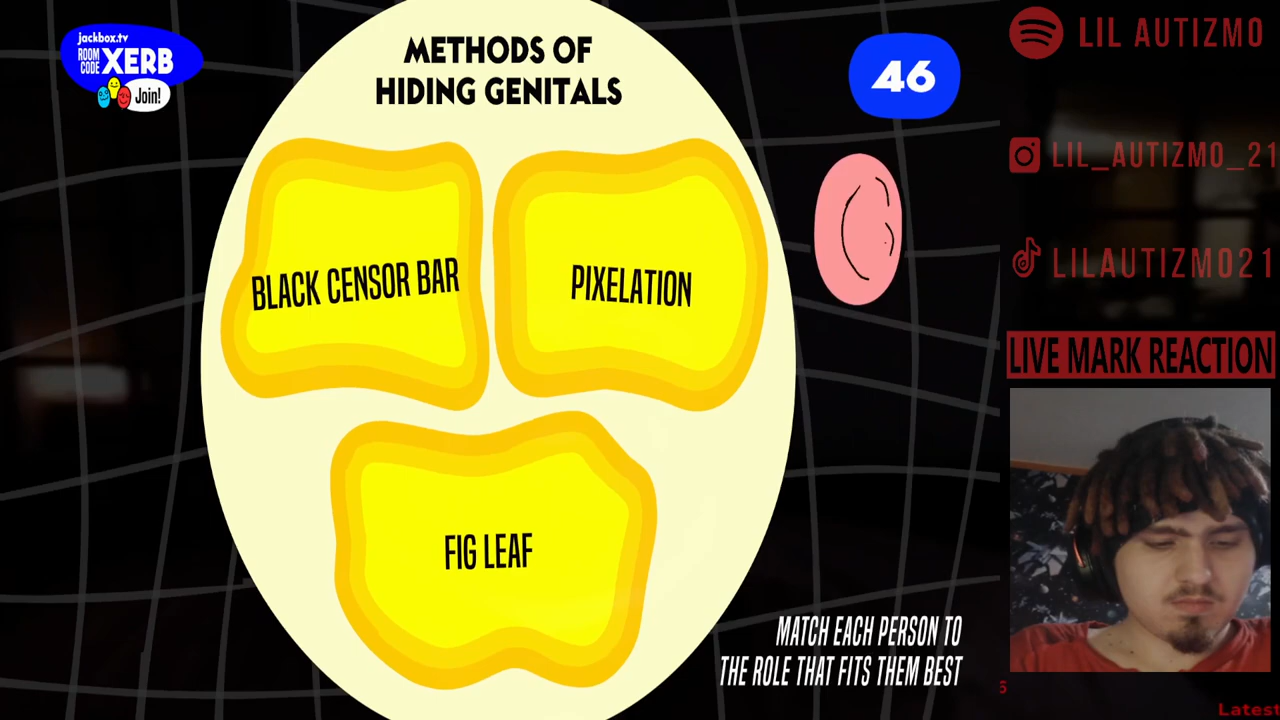 jackbox.tv
ROOM CODE XERB
Join!
METHODS OF
HIDING GENITALS
46
BLACK CENSOR BAR
PIXELATION
FIG LEAF
MATCH EACH PERSON TO
THE ROLE THAT FITS THEM BEST
LIL AUTIZMO
LIL_AUTIZMO_21
LILAUTIZMO21
LIVE MARK REACTION
Latest